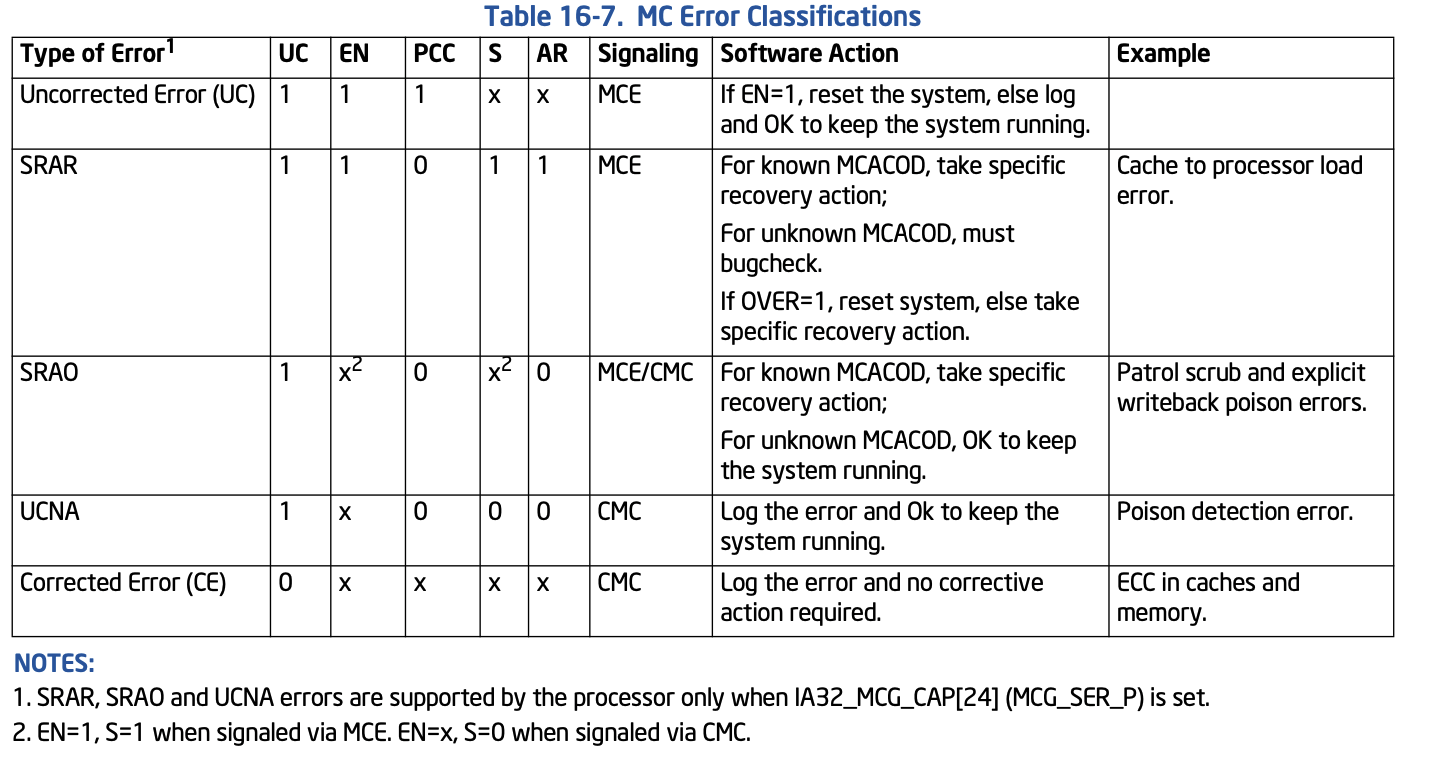 Table 16-7. MC Error Classifications
Type of Error1 UC EN PCC S AR Signaling Software Action Example
Uncorrected Error (UC) 1 1 1 x x MCE If EN=1, reset the system, else log
and OK to keep the system running.
SRAR 1 1 0 1 1 MCE For known MCACOD, take specific Cache to processor load
recovery action; error.
For unknown MCACOD, must
bugcheck.
If OVER=1, reset system, else take
specific recovery action.
SRAO 1 x2 0 x2 0 MCE/CMC For known MCACOD, take specific Patrol scrub and explicit
recovery action; writeback poison errors.
For unknown MCACOD, OK to keep
the system running.
UCNA 1 x 0 0 0 CMC Log the error and Ok to keep the Poison detection error.
system running.
Corrected Error (CE) 0 x x x x CMC Log the error and no corrective ECC in caches and
action required. memory.
NOTES:
1. SRAR, SRAO and UCNA errors are supported by the processor only when IA32_MCG_CAP[24] (MCG_SER_P) is set.
2. EN=1, S=1 when signaled via MCE. EN=x, S=0 when signaled via CMC.